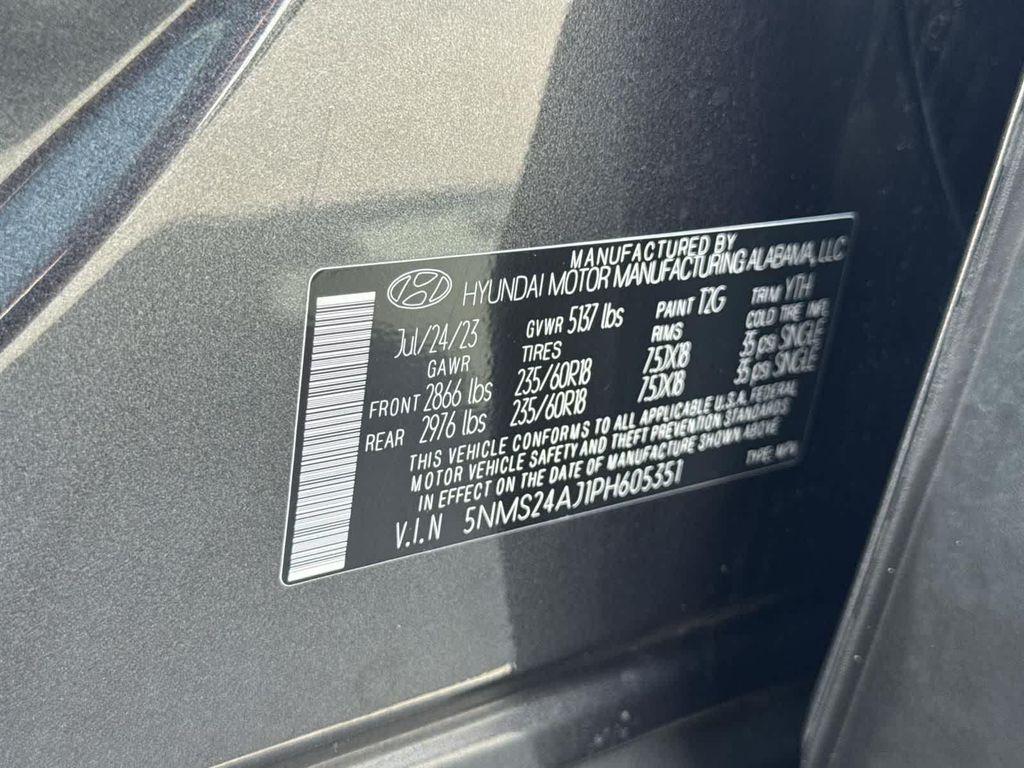 MANUFACTURED BY
HYUNDAI MOTOR MANUFACTURING ALABAMA, LLC
Jul/24/23 GVWR 5137 lbs PAINT T2G TRIM YTH
GAWR TIRES RIMS COLD TIRE INF.
FRONT 2866 lbs 235/60R18 7.5JX18 35 psi SNGLE
REAR 2976 lbs 235/60R18 7.5JX18 35 psi SNGLE
THIS VEHICLE CONFORMS TO ALL APPLICABLE U.S.A. FEDERAL
MOTOR VEHICLE SAFETY AND THEFT PREVENTION STANDARDS
IN EFFECT ON THE DATE OF MANUFACTURE SHOWN ABOVE
V.I.N 5NMS24AJ1PH605351 TYPE: MPV